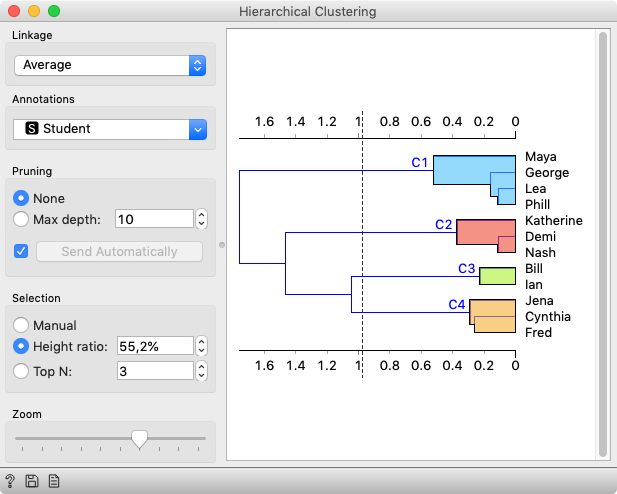 Hierarchical Clustering
Linkage
Average
Annotations
S Student
Pruning
None
Max depth: 10
Send Automatically
Selection
Manual
Height ratio: 55,2%
Top N: 3
Zoom
1.6 1.4 1.2 1 0.8 0.6 0.4 0.2 0
C1
Maya
George
Lea
Phill
C2
Katherine
Demi
Nash
C3
Bill
Ian
C4
Jena
Cynthia
Fred
1.6 1.4 1.2 1 0.8 0.6 0.4 0.2 0
?